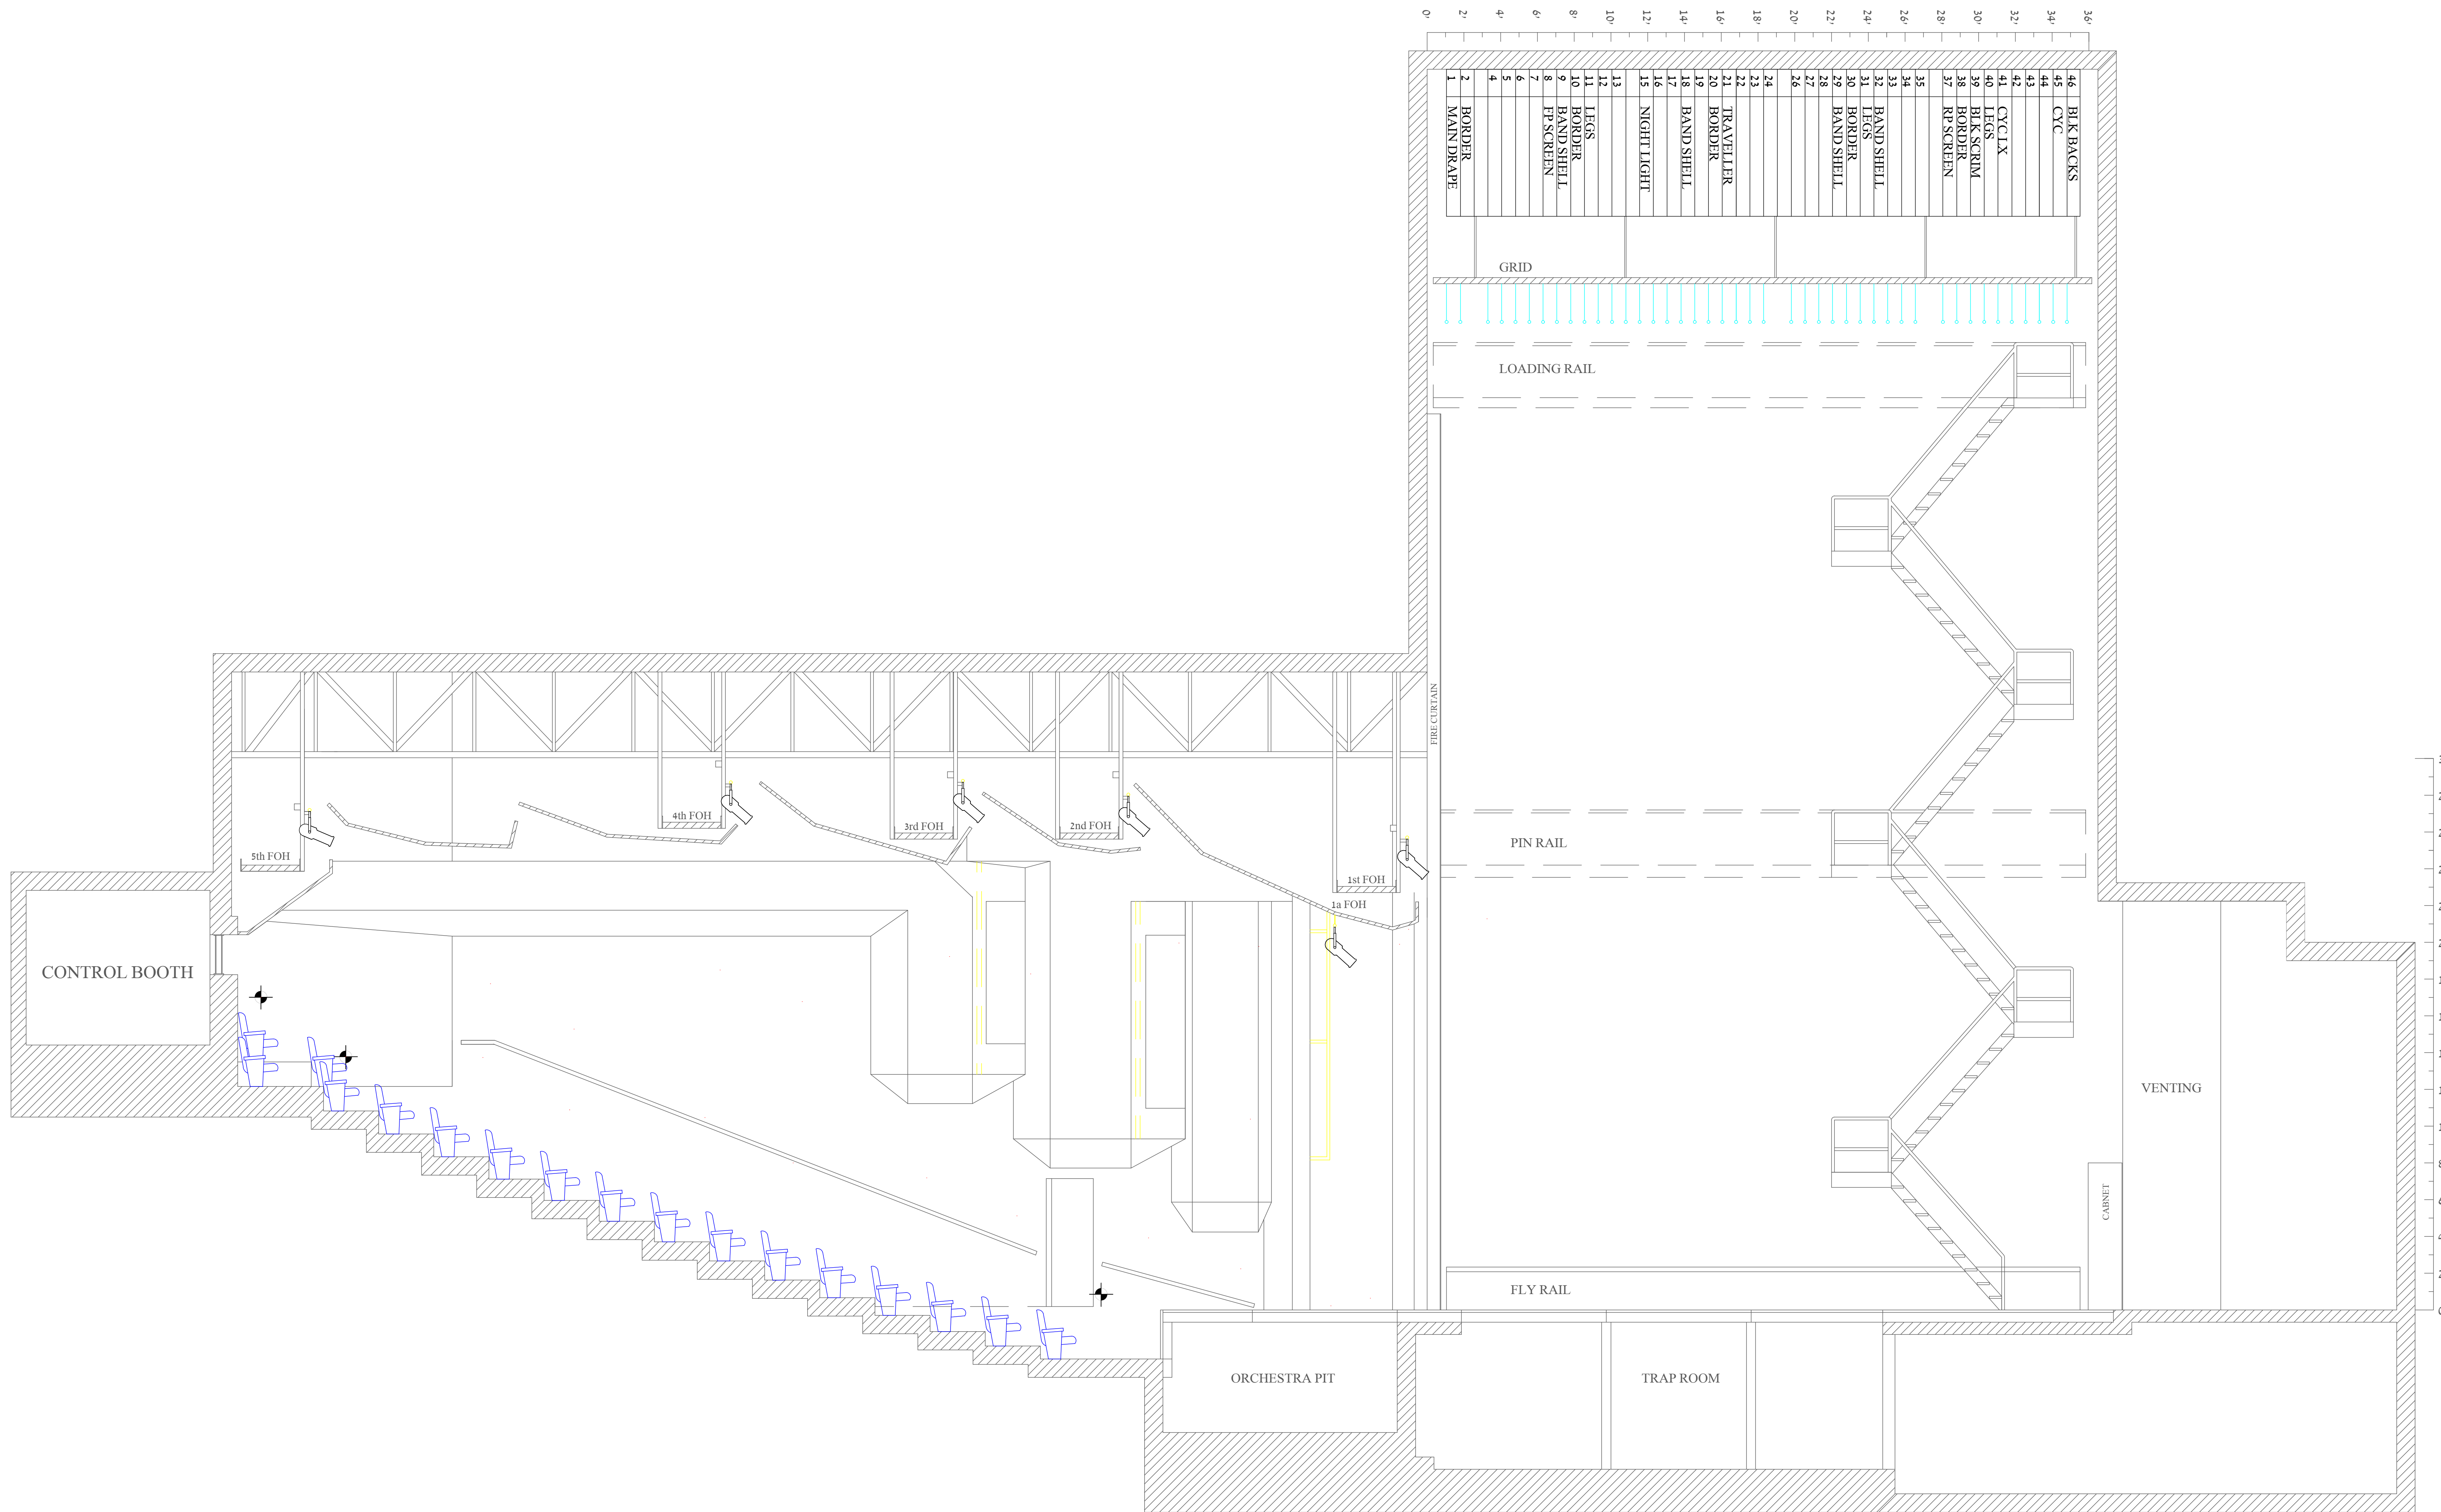 0' 2' 4' 6' 8' 10' 12' 14' 16' 18' 20' 22' 24' 26' 28' 30' 32' 34' 36'
1 MAIN DRAPE
2 BORDER
4
5
6
7
8 FP SCREEN
9 BAND SHELL
10 BORDER
11 LEGS
12
13
15 NIGHT LIGHT
16
17
18 BAND SHELL
19
20 BORDER
21 TRAVELLER
22
23
24
26
27
28
29 BAND SHELL
30 BORDER
31 LEGS
32 BAND SHELL
33
34
35
37 RP SCREEN
38 BORDER
39 BLK SCRIM
40 LEGS
41 CYC LX
42
43
44
45 CYC
46 BLK BACKS
GRID
LOADING RAIL
FIRE CURTAIN
4th FOH
3rd FOH
2nd FOH
5th FOH
1st FOH
1a FOH
PIN RAIL
CONTROL BOOTH
VENTING
CABNET
FLY RAIL
ORCHESTRA PIT
TRAP ROOM